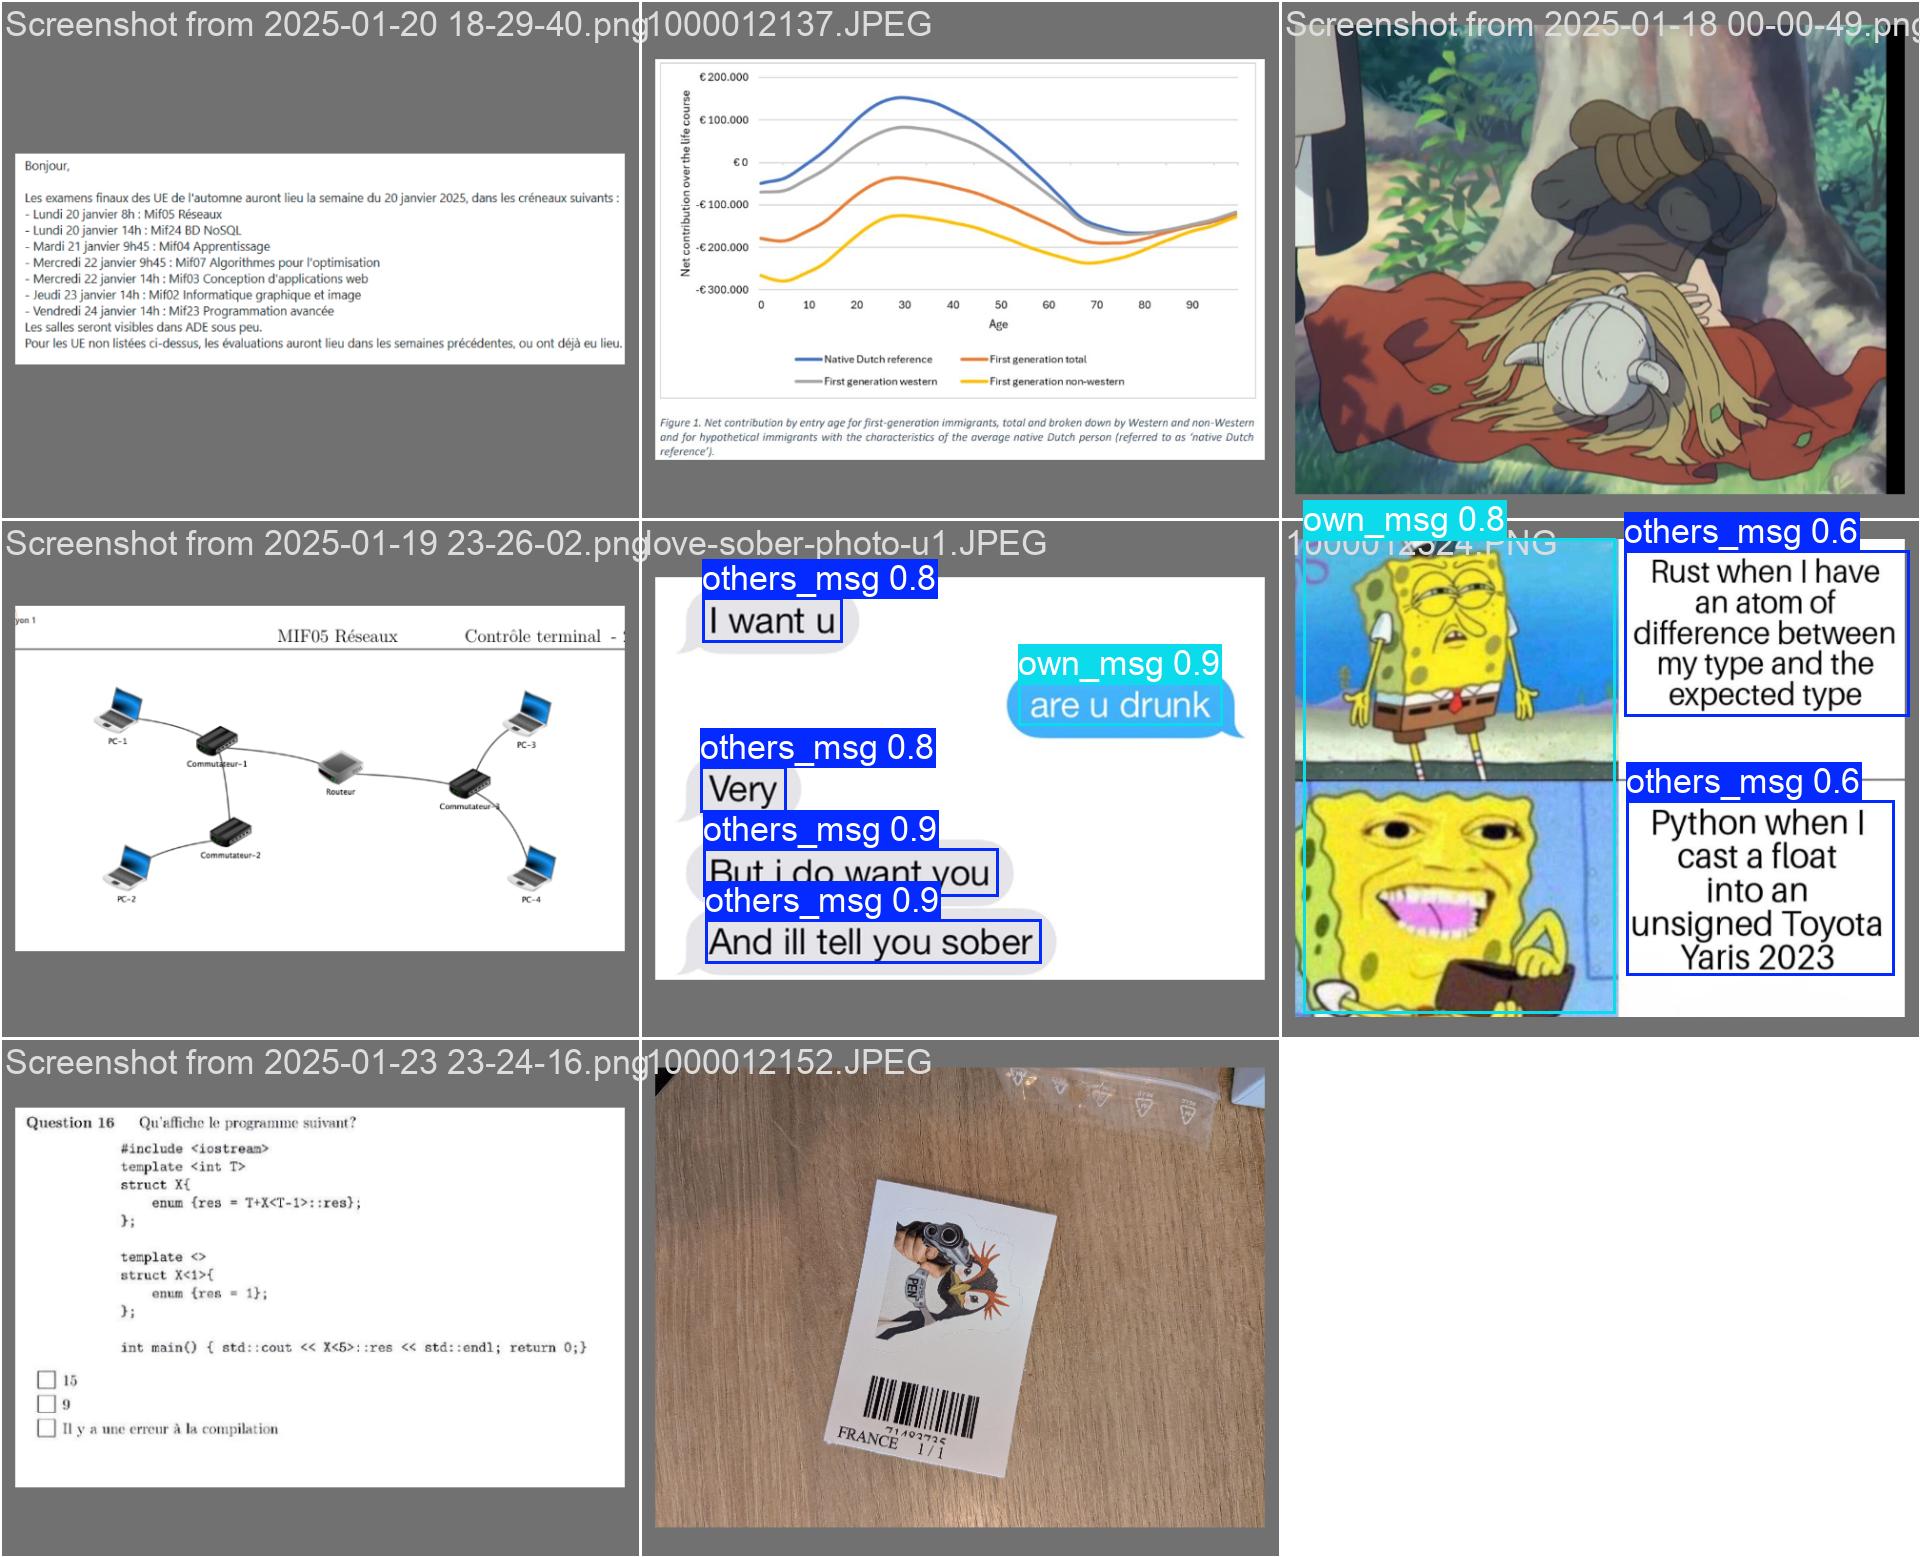 Screenshot from 2025-01-20 18-29-40.png
Bonjour,
Les examens finaux des UE de l'automne auront lieu la semaine du 20 janvier 2025, dans les créneaux suivants :
- Lundi 20 janvier 8h : Mif05 Réseaux
- Lundi 20 janvier 14h : Mif24 BD NoSQL
- Mardi 21 janvier 9h45 : Mif04 Apprentissage
- Mercredi 22 janvier 9h45 : Mif07 Algorithmes pour l'optimisation
- Mercredi 22 janvier 14h : Mif03 Conception d'applications web
- Jeudi 23 janvier 14h : Mif02 Informatique graphique et image
- Vendredi 24 janvier 14h : Mif23 Programmation avancée
Les salles seront visibles dans ADE sous peu.
Pour les UE non listées ci-dessus, les évaluations auront lieu dans les semaines précédentes, ou ont déjà eu lieu.
1000012137.JPEG
Net contribution over the life course
€ 200.000
€ 100.000
€ 0
-€ 100.000
-€ 200.000
-€ 300.000
0 10 20 30 40 50 60 70 80 90
Age
Native Dutch reference
First generation total
First generation western
First generation non-western
Figure 1. Net contribution by entry age for first-generation immigrants, total and broken down by Western and non-Western
and for hypothetical immigrants with the characteristics of the average native Dutch person (referred to as 'native Dutch
reference').
Screenshot from 2025-01-18 00-00-49.png
Screenshot from 2025-01-19 23-26-02.png
yon 1
MIF05 Réseaux Contrôle terminal -
PC-1
Commutateur-1
Routeur
PC-3
Commutateur-3
Commutateur-2
PC-2
PC-4
love-sober-photo-u1.JPEG
others_msg 0.8
I want u
own_msg 0.9
are u drunk
others_msg 0.8
Very
others_msg 0.9
But i do want you
others_msg 0.9
And ill tell you sober
own_msg 0.8
1000012324.PNG
others_msg 0.6
Rust when I have
an atom of
difference between
my type and the
expected type
others_msg 0.6
Python when I
cast a float
into an
unsigned Toyota
Yaris 2023
Screenshot from 2025-01-23 23-24-16.png
Question 16 Qu'affiche le programme suivant?
#include <iostream>
template <int T>
struct X{
enum {res = T+X<T-1>::res};
};
template <>
struct X<1>{
enum {res = 1};
};
int main() { std::cout << X<5>::res << std::endl; return 0;}
15
9
Il y a une erreur à la compilation
1000012152.JPEG
PEN
FRANCE 1 / 1